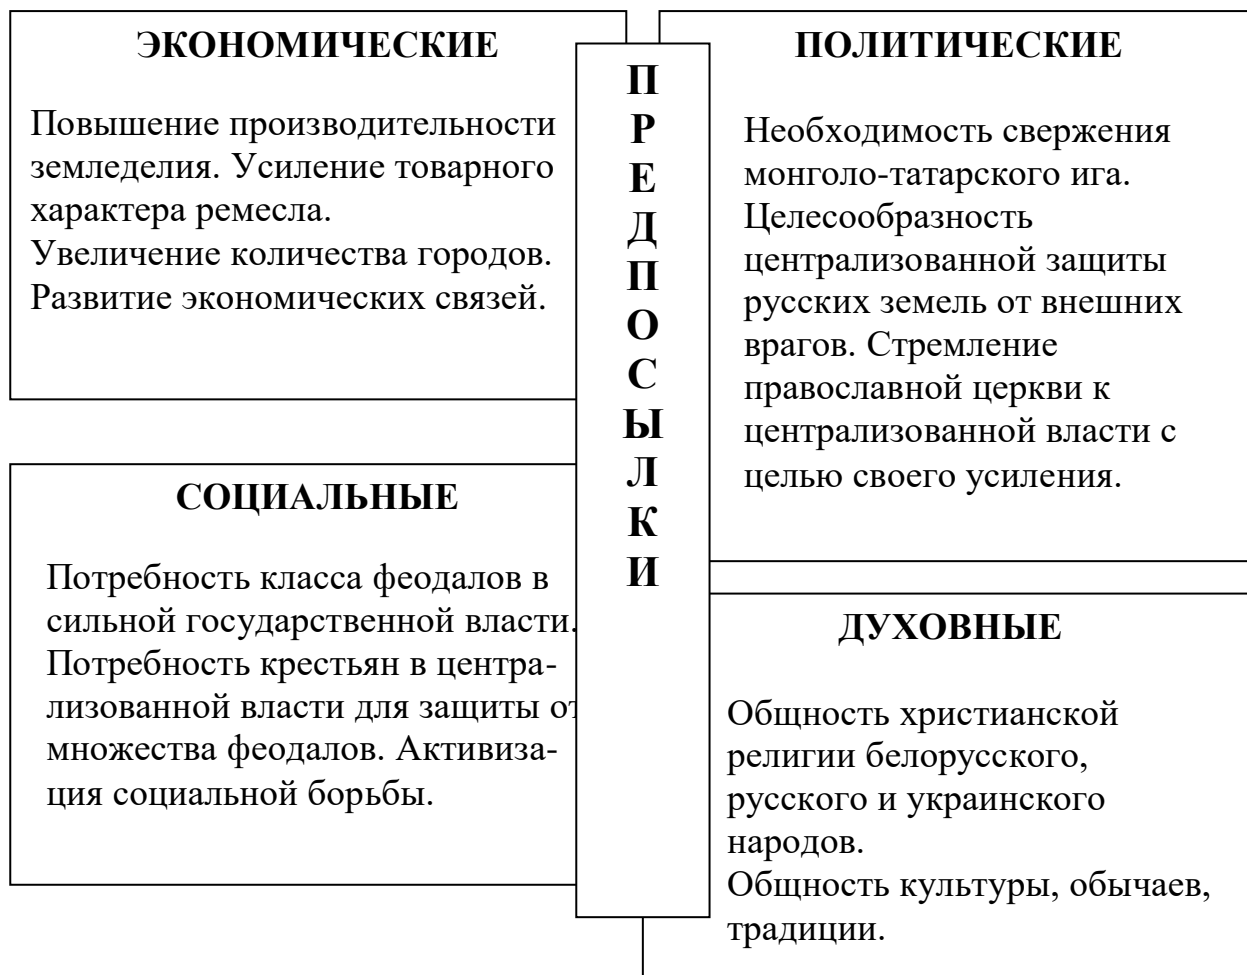 ЭКОНОМИЧЕСКИЕ
Повышение производительности
земледелия. Усиление товарного
характера ремесла.
Увеличение количества городов.
Развитие экономических связей.
СОЦИАЛЬНЫЕ
Потребность класса феодалов в
сильной государственной власти.
Потребность крестьян в центра-
лизованной власти для защиты от
множества феодалов. Активиза-
ция социальной борьбы.
П
Р
Е
Д
П
О
С
Ы
Л
К
И
ПОЛИТИЧЕСКИЕ
Необходимость свержения
монголо-татарского ига.
Целесообразность
централизованной защиты
русских земель от внешних
врагов. Стремление
православной церкви к
централизованной власти с
целью своего усиления.
ДУХОВНЫЕ
Общность христианской
религии белорусского,
русского и украинского
народов.
Общность культуры, обычаев,
традиции.